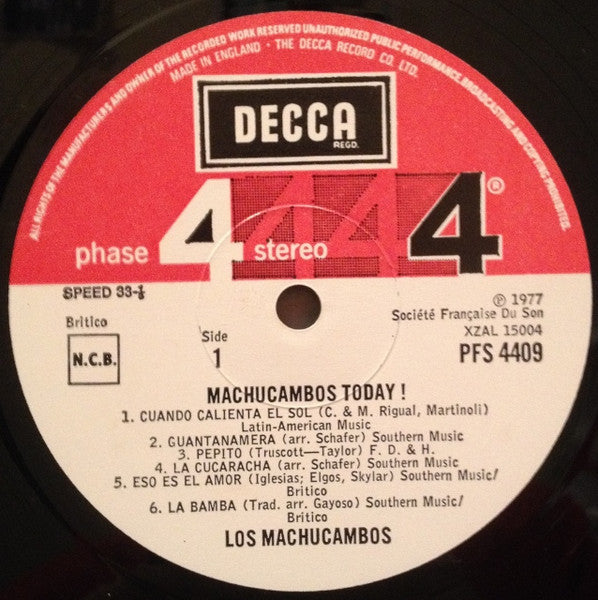 ALL RIGHTS OF THE MANUFACTURERS AND OWNER OF THE RECORDED WORK RESERVED UNAUTHORIZED PUBLIC PERFORMANCE, BROADCASTING AND COPYING PROHIBITED.
MADE IN ENGLAND · THE DECCA RECORD CO. LTD.
DECCA
REGD.
phase 4 stereo 4 4 4 ®
SPEED 33-⅓
℗ 1977
Société Française Du Son
XZAL 15004
PFS 4409
Britico
N.C.B.
Side
1
MACHUCAMBOS TODAY !
1. CUANDO CALIENTA EL SOL (C. & M. Rigual, Martinoli)
Latin-American Music
2. GUANTANAMERA (arr. Schafer) Southern Music
3. PEPITO (Truscott—Taylor) F. D. & H.
4. LA CUCARACHA (arr. Schafer) Southern Music
5. ESO ES EL AMOR (Iglesias; Elgos, Skylar) Southern Music/
Britico
6. LA BAMBA (Trad. arr. Gayoso) Southern Music/
Britico
LOS MACHUCAMBOS